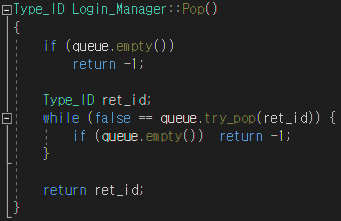 Type_ID Login_Manager::Pop()
{
    if (queue.empty())
        return -1;

    Type_ID ret_id;
    while (false == queue.try_pop(ret_id)) {
        if (queue.empty())  return -1;
    }

    return ret_id;
}